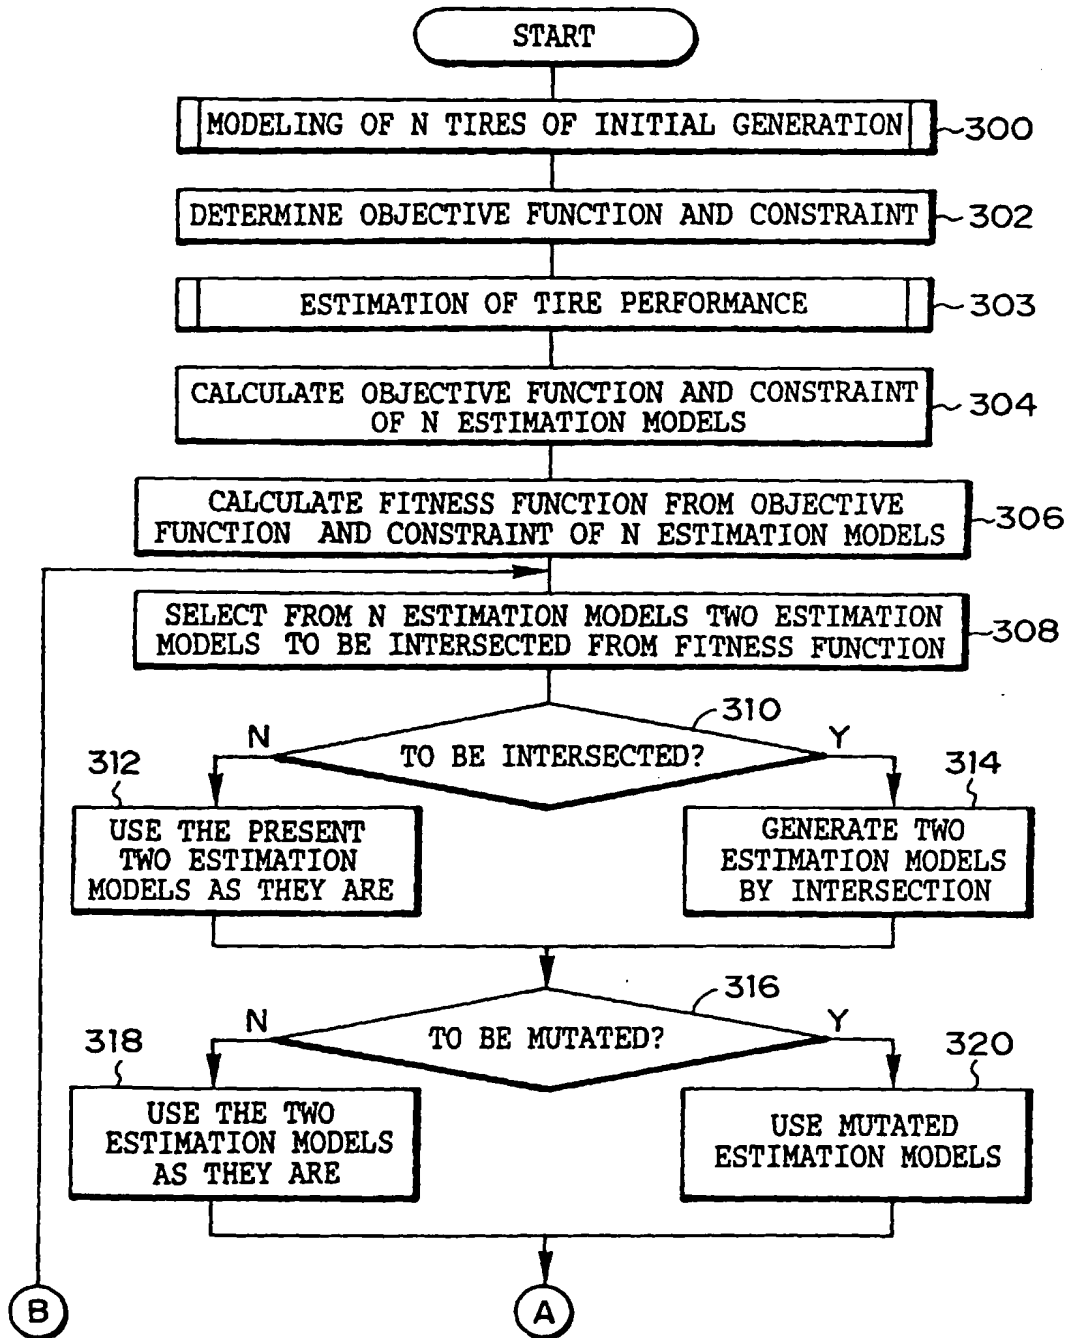 START
MODELING OF N TIRES OF INITIAL GENERATION
300
DETERMINE OBJECTIVE FUNCTION AND CONSTRAINT
302
ESTIMATION OF TIRE PERFORMANCE
303
CALCULATE OBJECTIVE FUNCTION AND CONSTRAINT
OF N ESTIMATION MODELS
304
CALCULATE FITNESS FUNCTION FROM OBJECTIVE
FUNCTION AND CONSTRAINT OF N ESTIMATION MODELS
306
SELECT FROM N ESTIMATION MODELS TWO ESTIMATION
MODELS TO BE INTERSECTED FROM FITNESS FUNCTION
308
310
N
TO BE INTERSECTED?
Y
312
USE THE PRESENT
TWO ESTIMATION
MODELS AS THEY ARE
314
GENERATE TWO
ESTIMATION MODELS
BY INTERSECTION
316
N
TO BE MUTATED?
Y
318
USE THE TWO
ESTIMATION MODELS
AS THEY ARE
320
USE MUTATED
ESTIMATION MODELS
B
A